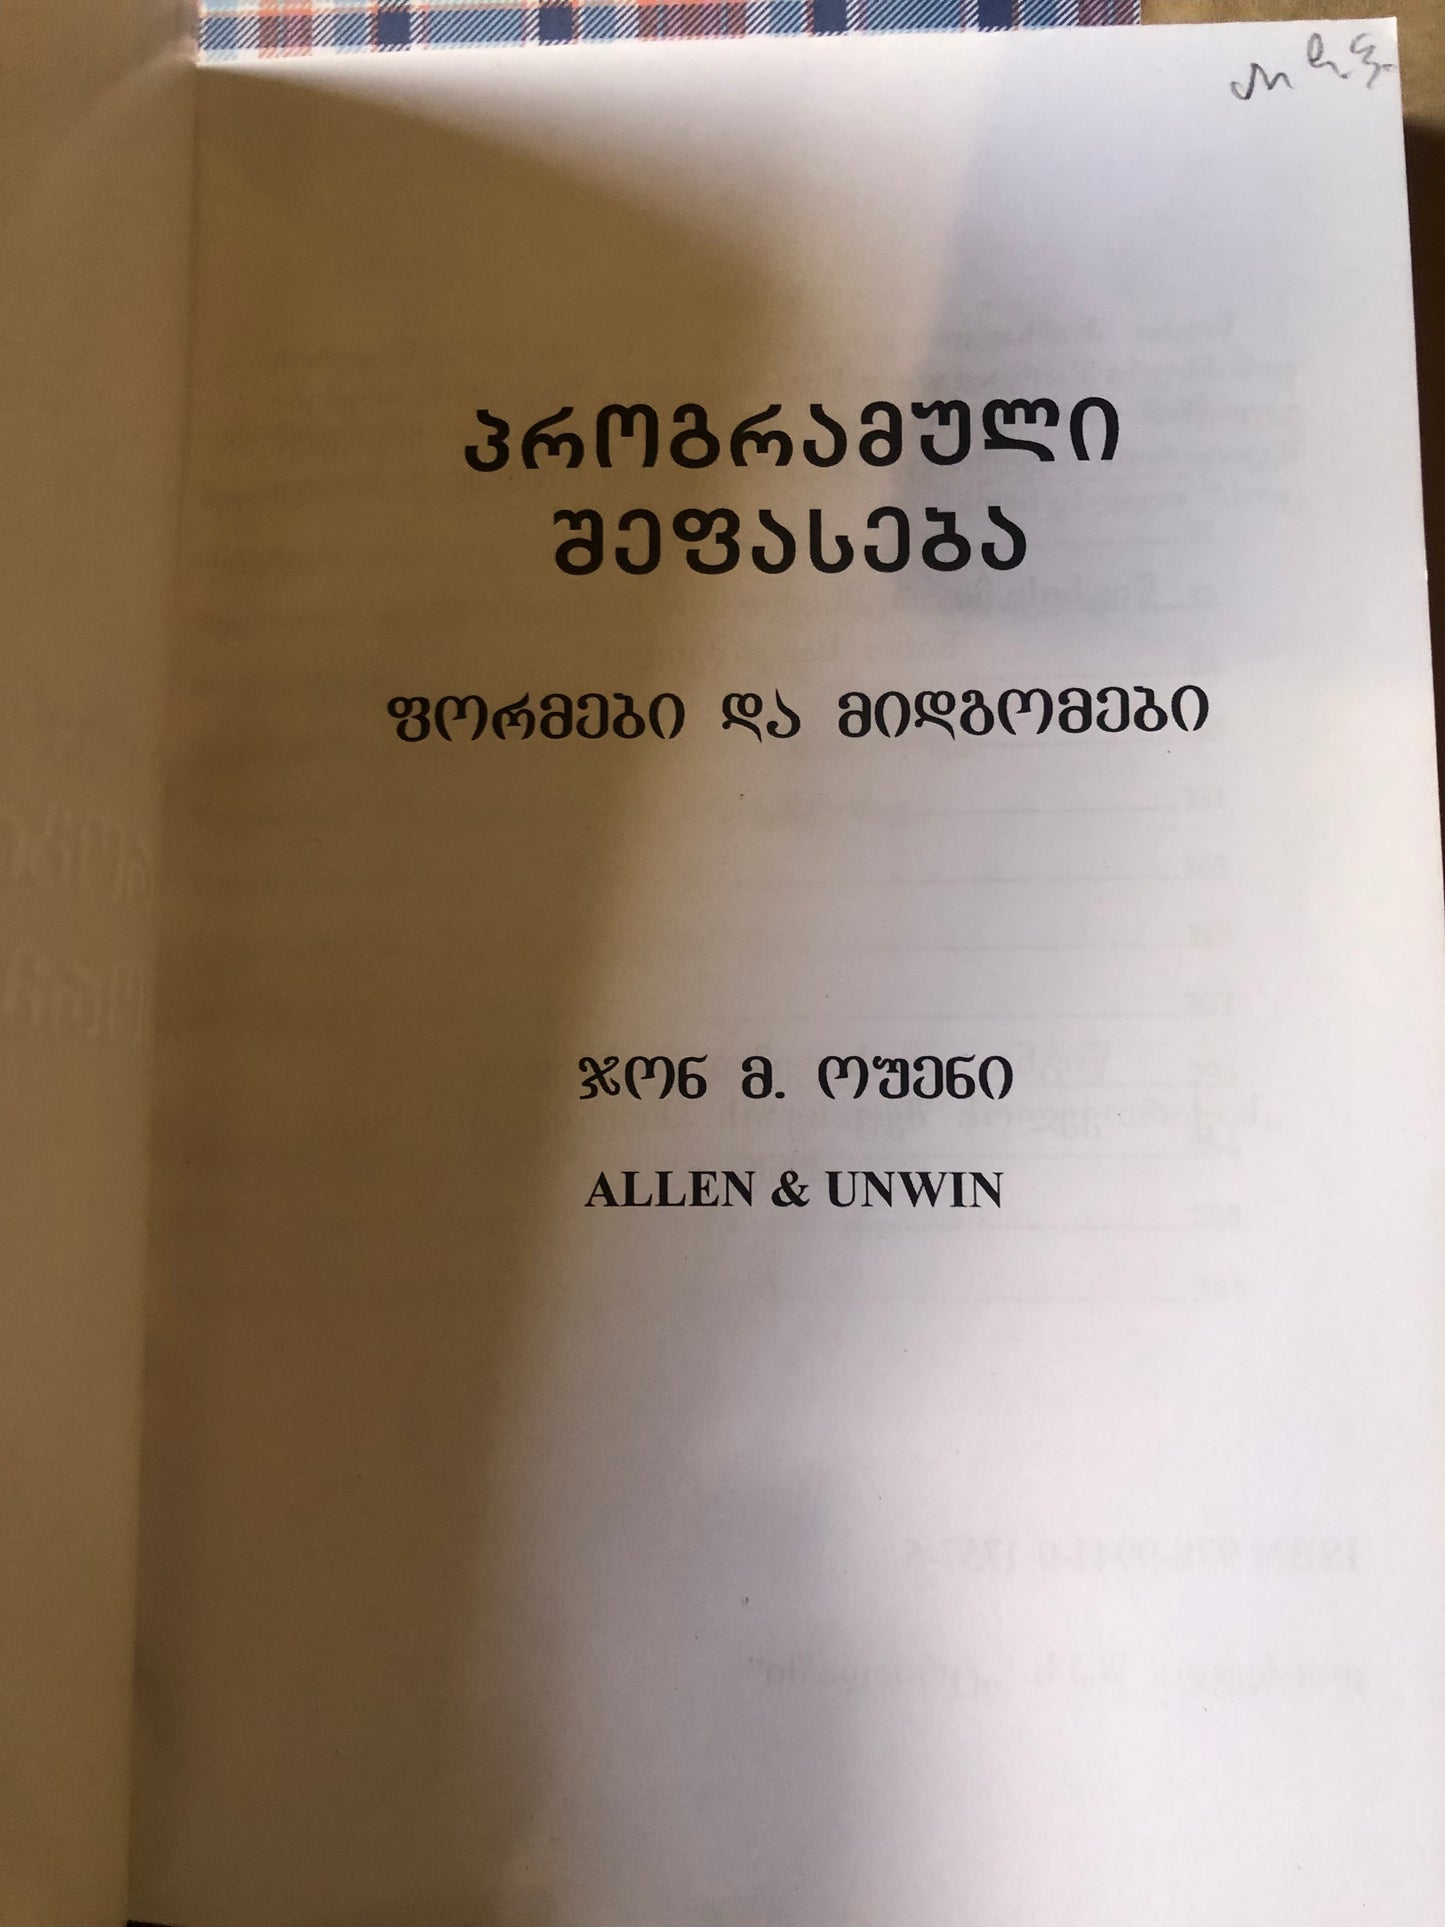 პროგრამული
შეფასება
ფორმები და მიდგომები
ჯონ მ. ოუენი
ALLEN & UNWIN